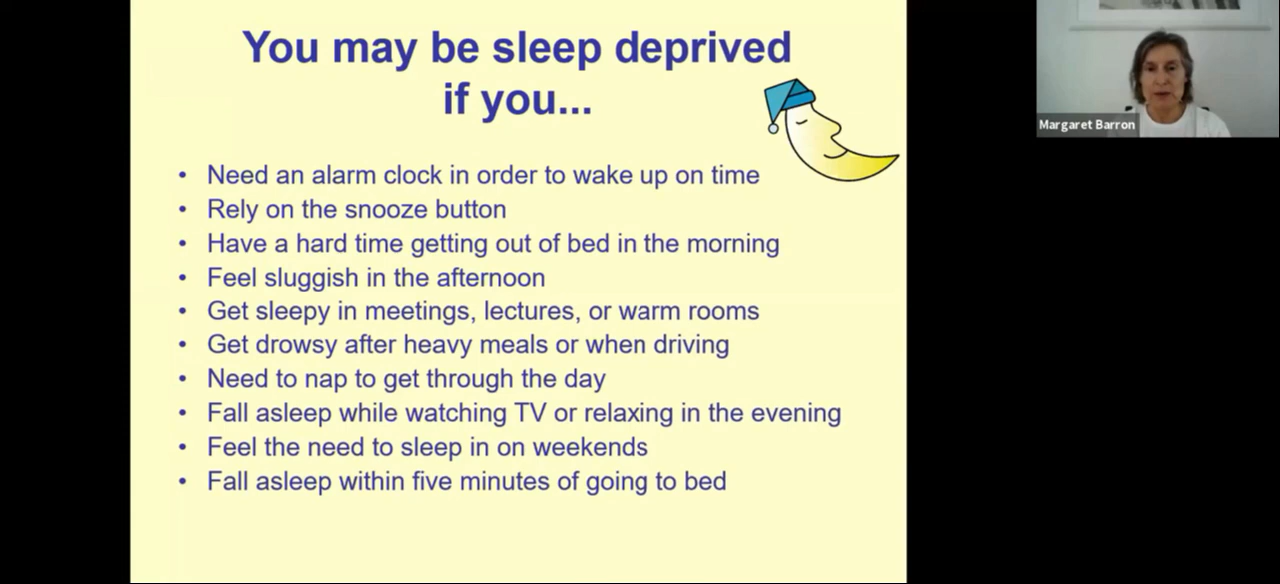 You may be sleep deprived
if you...
• Need an alarm clock in order to wake up on time
• Rely on the snooze button
• Have a hard time getting out of bed in the morning
• Feel sluggish in the afternoon
• Get sleepy in meetings, lectures, or warm rooms
• Get drowsy after heavy meals or when driving
• Need to nap to get through the day
• Fall asleep while watching TV or relaxing in the evening
• Feel the need to sleep in on weekends
• Fall asleep within five minutes of going to bed
Margaret Barron